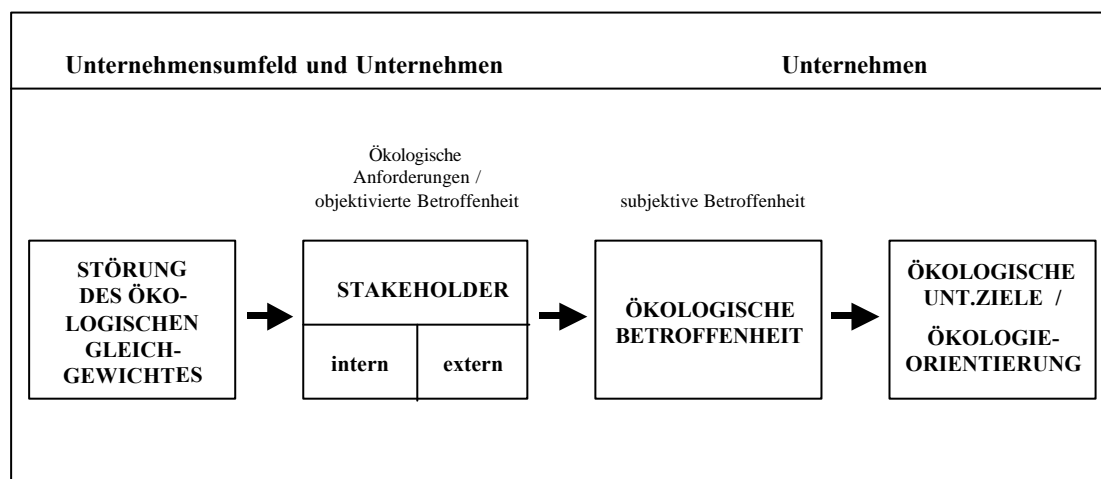 Unternehmensumfeld und Unternehmen
Unternehmen
Ökologische
Anforderungen /
objektivierte Betroffenheit
subjektive Betroffenheit
STÖRUNG
DES ÖKO-
LOGISCHEN
GLEICH-
GEWICHTES
STAKEHOLDER
intern
extern
ÖKOLOGISCHE
BETROFFENHEIT
ÖKOLOGISCHE
UNT.ZIELE /
ÖKOLOGIE-
ORIENTIERUNG